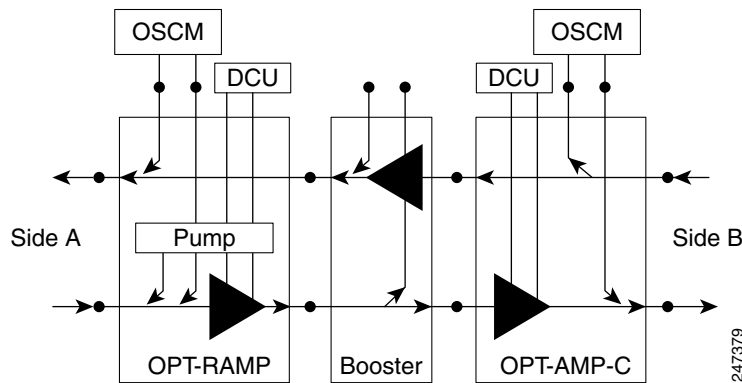 OSCM
OSCM
DCU
DCU
Side A
Pump
Side B
OPT-RAMP
Booster
OPT-AMP-C
247379